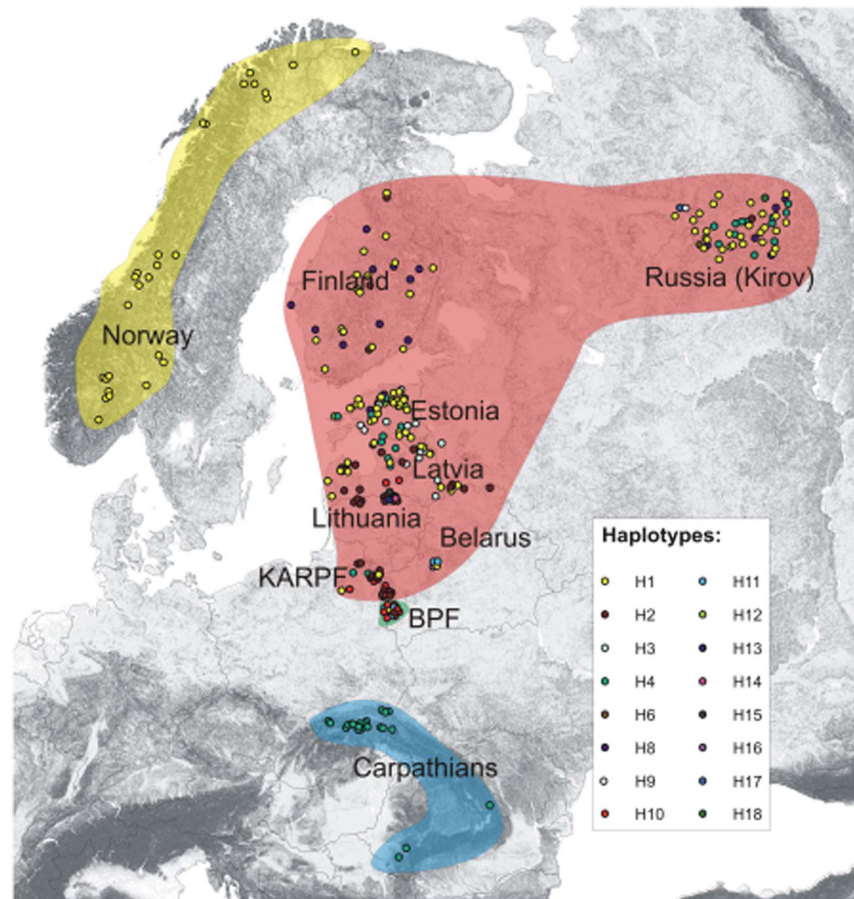 Finland
Russia (Kirov)
Norway
Estonia
Latvia
Lithuania
Belarus
KARPF
BPF
Carpathians
Haplotypes:
H1 H11
H2 H12
H3 H13
H4 H14
H6 H15
H8 H16
H9 H17
H10 H18